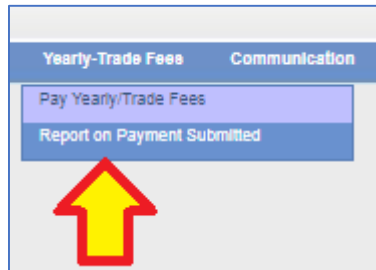 Yearly-Trade Fees Communication
Pay Yearly/Trade Fees
Report on Payment Submitted